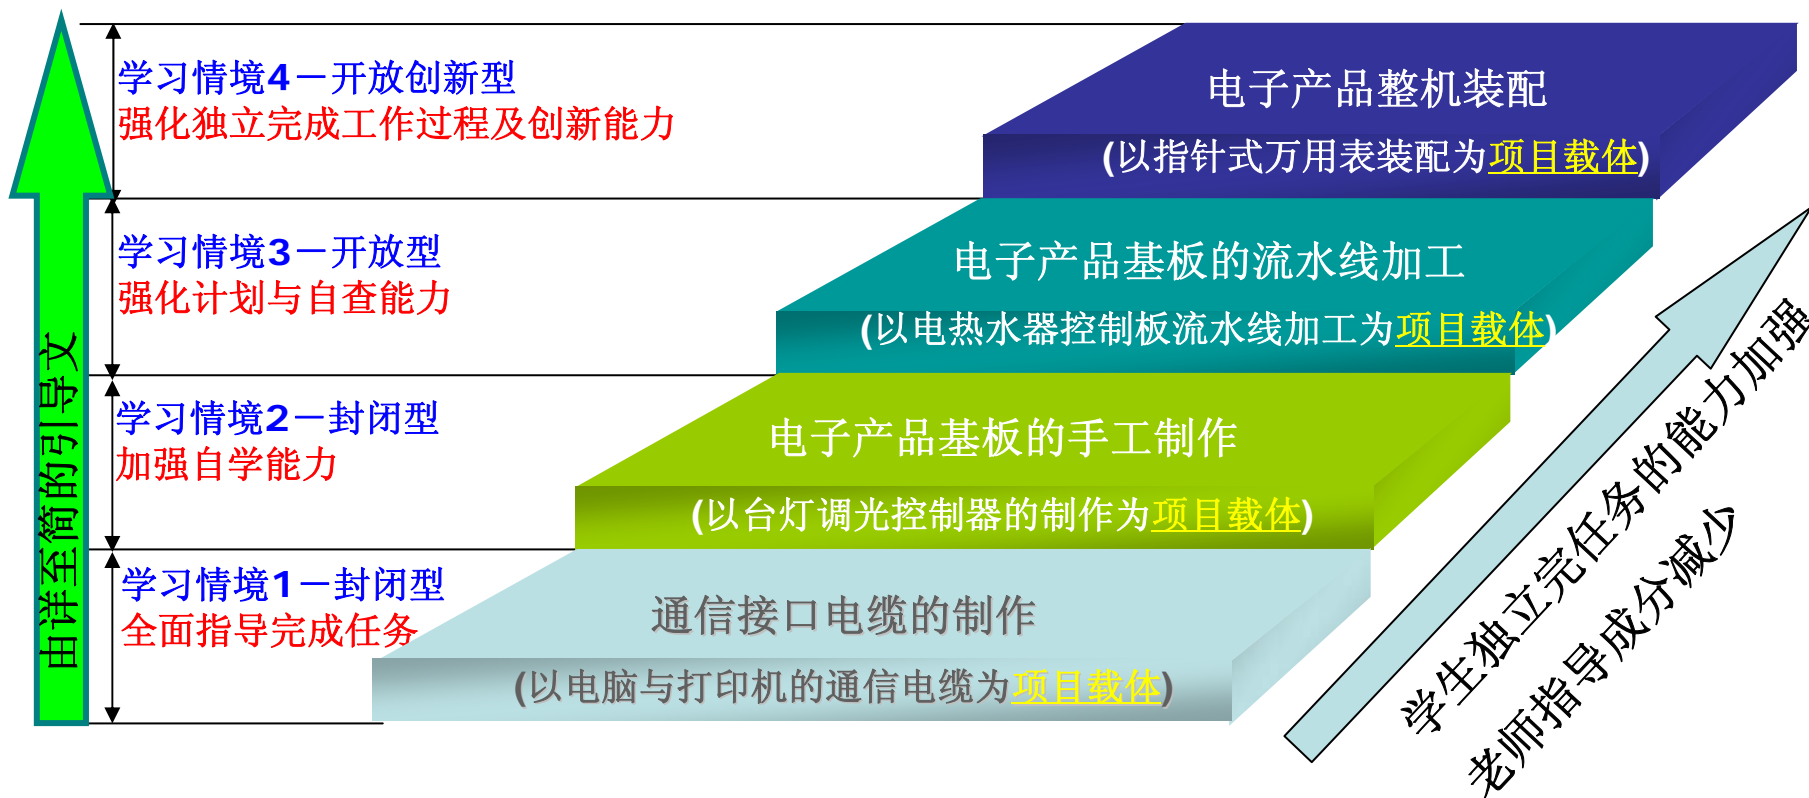 学习情境4－开放创新型
强化独立完成工作过程及创新能力
电子产品整机装配
(以指针式万用表装配为项目载体)
学习情境3－开放型
强化计划与自查能力
电子产品基板的流水线加工
(以电热水器控制板流水线加工为项目载体)
学习情境2－封闭型
加强自学能力
电子产品基板的手工制作
(以台灯调光控制器的制作为项目载体)
学习情境1－封闭型
全面指导完成任务
通信接口电缆的制作
(以电脑与打印机的通信电缆为项目载体)
由详至简的引导文
学生独立完任务的能力加强
老师指导成分减少